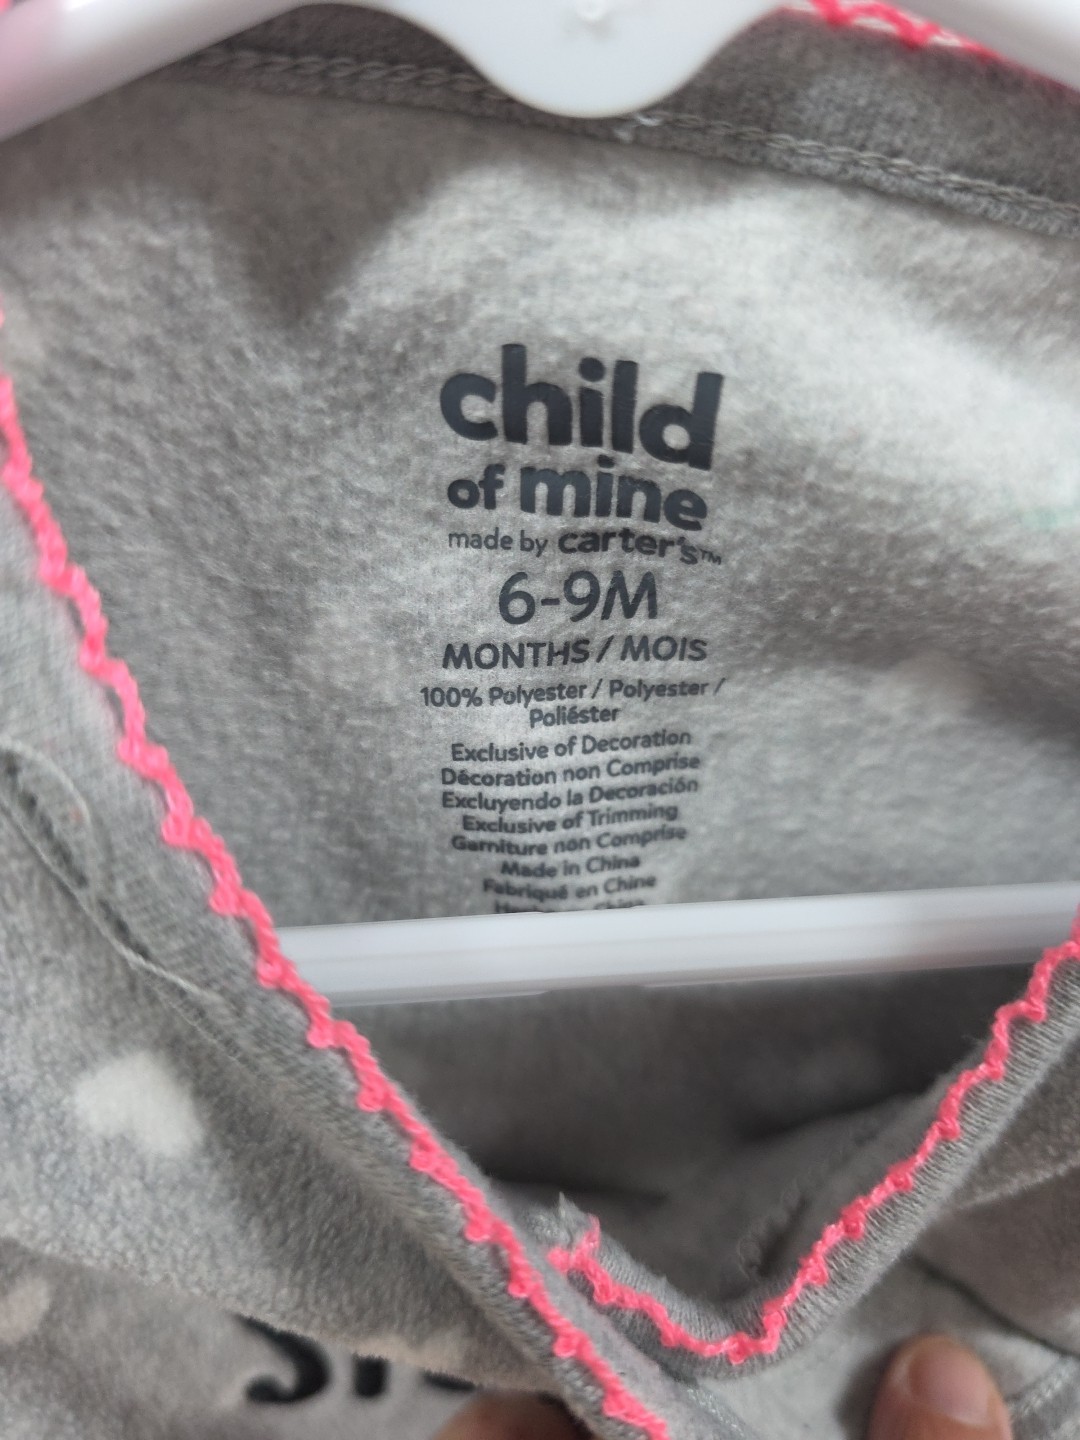 child
of mine
made by carter's™
6-9M
MONTHS / MOIS
100% Polyester / Polyester /
Poliéster
Exclusive of Decoration
Décoration non Comprise
Excluyendo la Decoración
Exclusive of Trimming
Garniture non Comprise
Made in China
Fabriqué en Chine